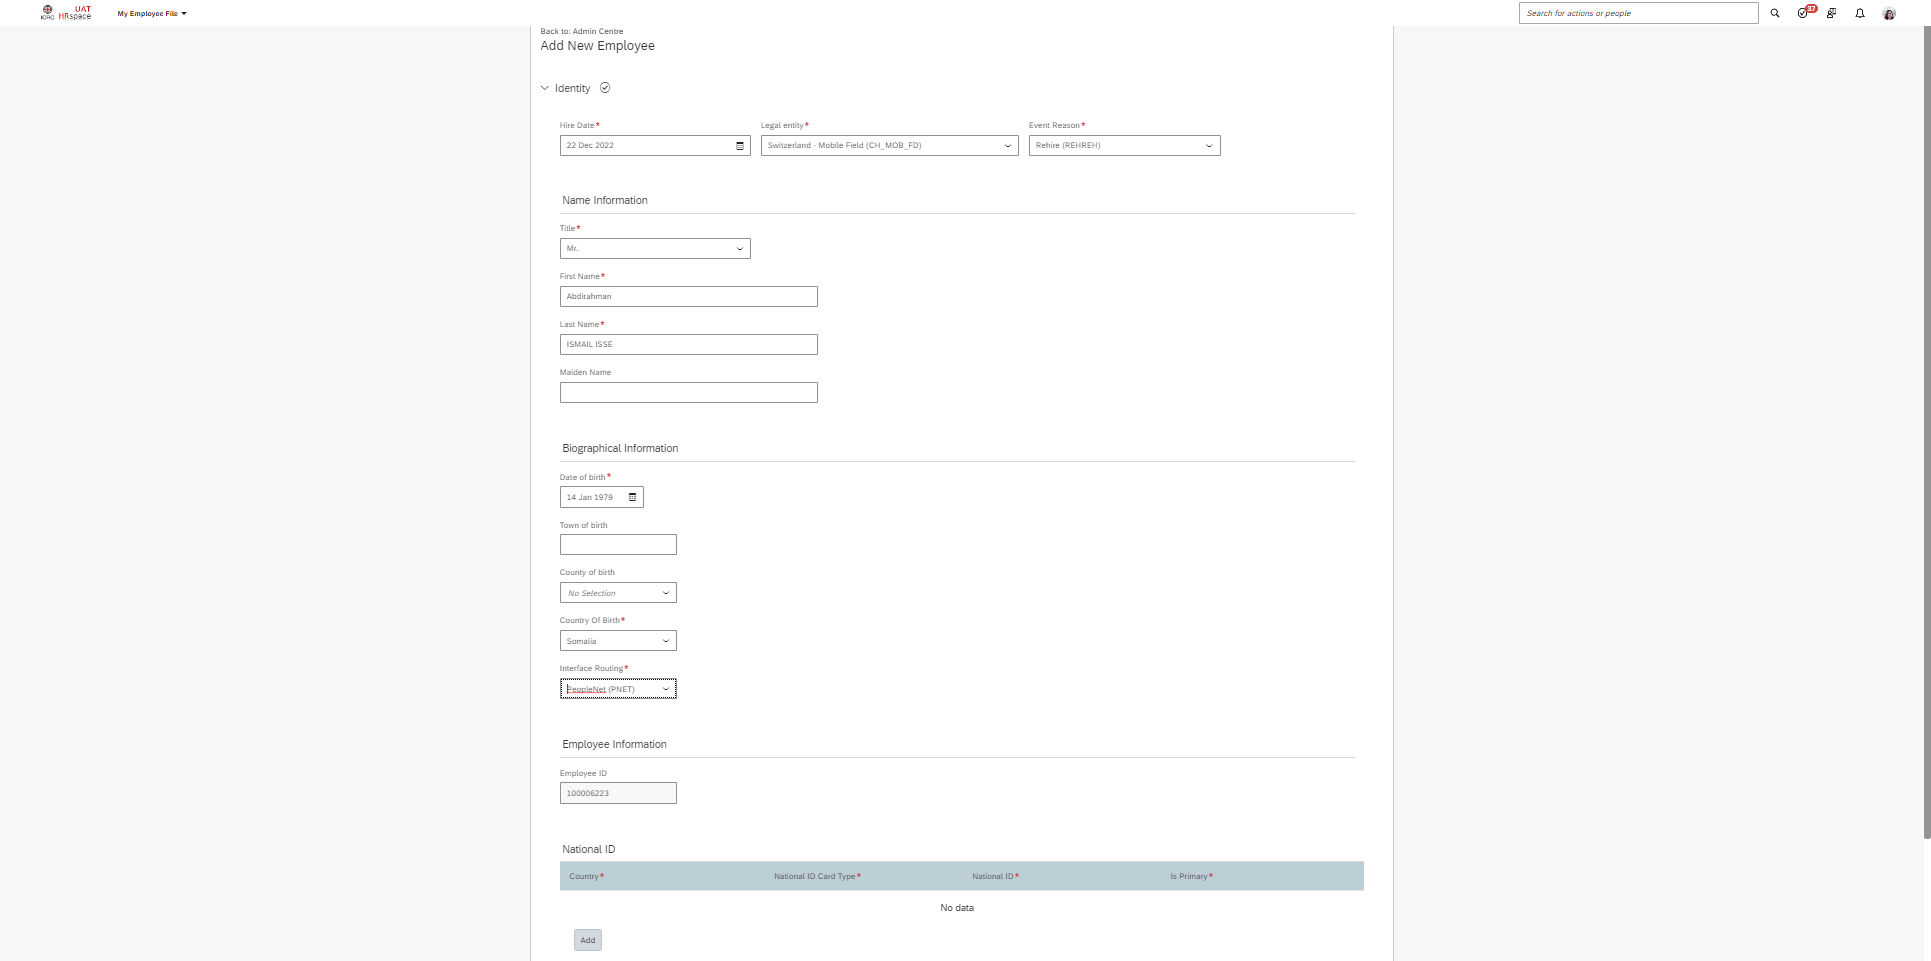 ICRC UAT HRspace My Employee File Search for actions or people 37
Back to: Admin Centre
Add New Employee
Identity
Hire Date* Legal entity* Event Reason*
22 Dec 2022 Switzerland - Mobile Field (CH_MOB_FD) Rehire (REHREH)
Name Information
Title*
Mr.
First Name*
Abdirahman
Last Name*
ISMAIL ISSE
Maiden Name
Biographical Information
Date of birth*
14 Jan 1979
Town of birth
County of birth
No Selection
Country Of Birth*
Somalia
Interface Routing*
PeopleNet (PNET)
Employee Information
Employee ID
100006223
National ID
Country* National ID Card Type* National ID* Is Primary*
No data
Add